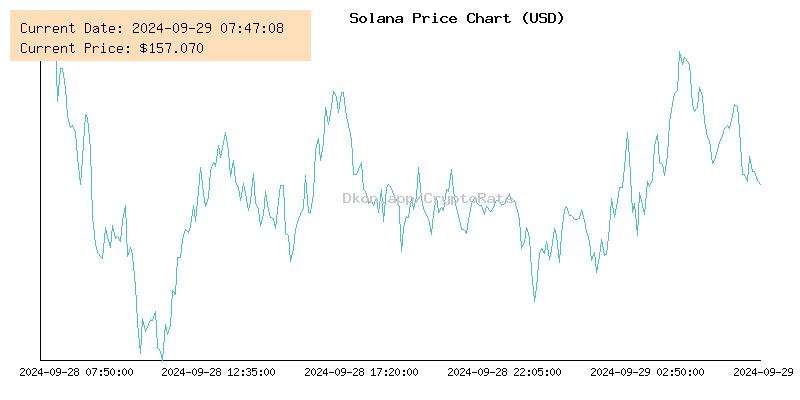 Solana Price Chart (USD)
Current Date: 2024-09-29 07:47:08
Current Price: $157.070
Dkonjapp/CryptoRate
2024-09-28 07:50:00
2024-09-28 12:35:00
2024-09-28 17:20:00
2024-09-28 22:05:00
2024-09-29 02:50:00
2024-09-29